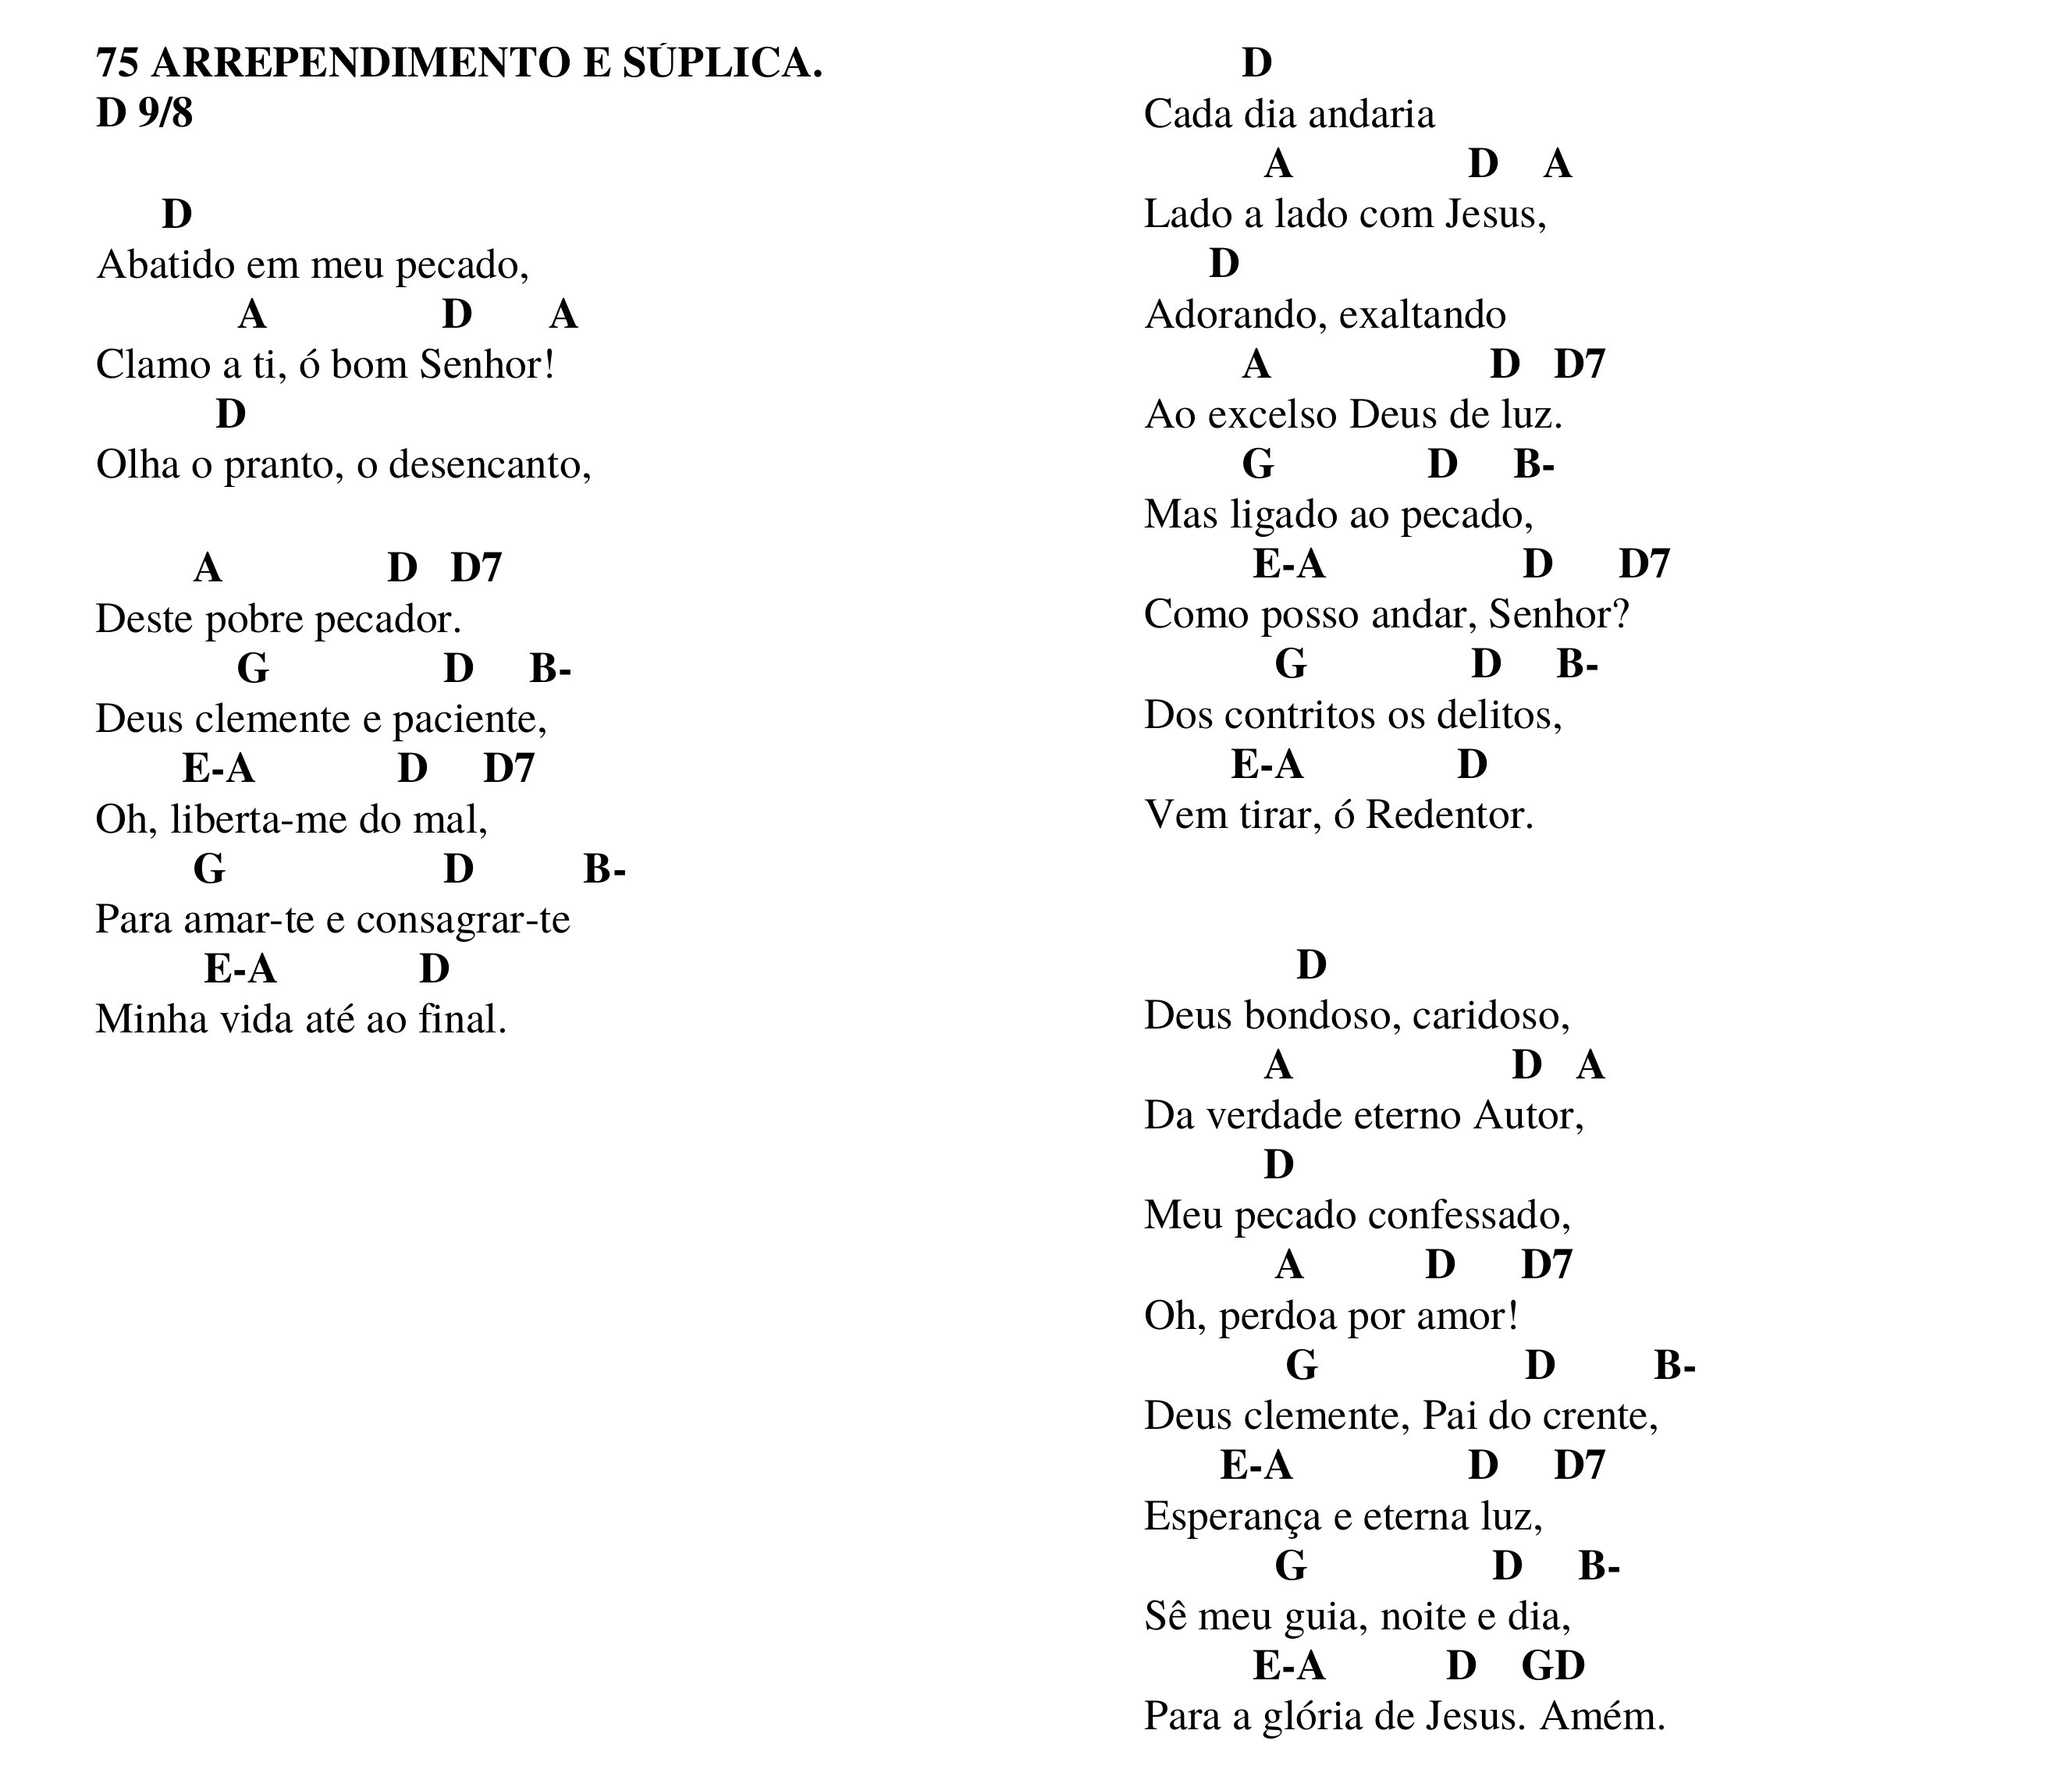 75 ARREPENDIMENTO E SÚPLICA.
D 9/8
D
Abatido em meu pecado,
A D A
Clamo a ti, ó bom Senhor!
D
Olha o pranto, o desencanto,
A D D7
Deste pobre pecador.
G D B-
Deus clemente e paciente,
E-A D D7
Oh, liberta-me do mal,
G D B-
Para amar-te e consagrar-te
E-A D
Minha vida até ao final.
D
Cada dia andaria
A D A
Lado a lado com Jesus,
D
Adorando, exaltando
A D D7
Ao excelso Deus de luz.
G D B-
Mas ligado ao pecado,
E-A D D7
Como posso andar, Senhor?
G D B-
Dos contritos os delitos,
E-A D
Vem tirar, ó Redentor.
D
Deus bondoso, caridoso,
A D A
Da verdade eterno Autor,
D
Meu pecado confessado,
A D D7
Oh, perdoa por amor!
G D B-
Deus clemente, Pai do crente,
E-A D D7
Esperança e eterna luz,
G D B-
Sê meu guia, noite e dia,
E-A D GD
Para a glória de Jesus. Amém.